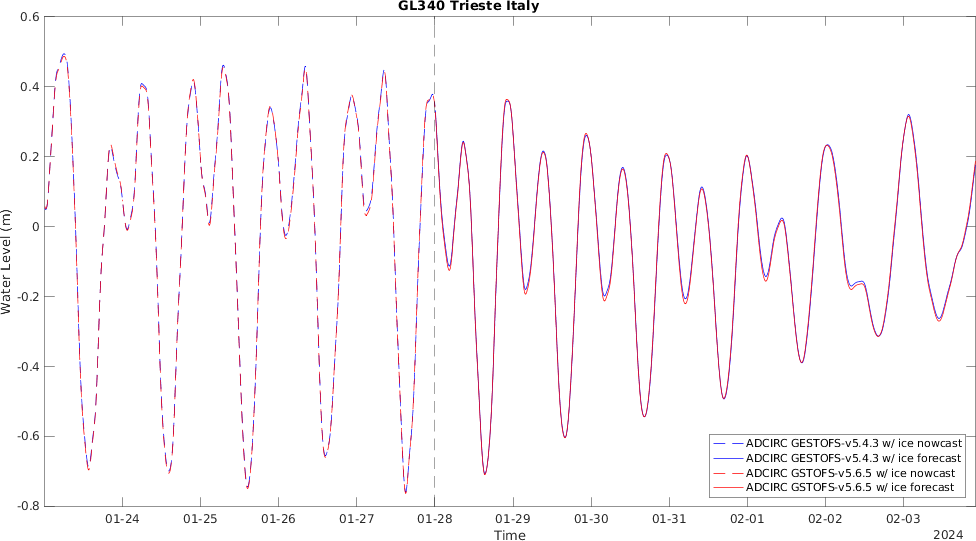 GL340 Trieste Italy
0.6
0.4
0.2
0
-0.2
-0.4
-0.6
-0.8
Water Level (m)
01-24 01-25 01-26 01-27 01-28 01-29 01-30 01-31 02-01 02-02 02-03
Time
2024
ADCIRC GESTOFS-v5.4.3 w/ ice nowcast
ADCIRC GESTOFS-v5.4.3 w/ ice forecast
ADCIRC GSTOFS-v5.6.5 w/ ice nowcast
ADCIRC GSTOFS-v5.6.5 w/ ice forecast